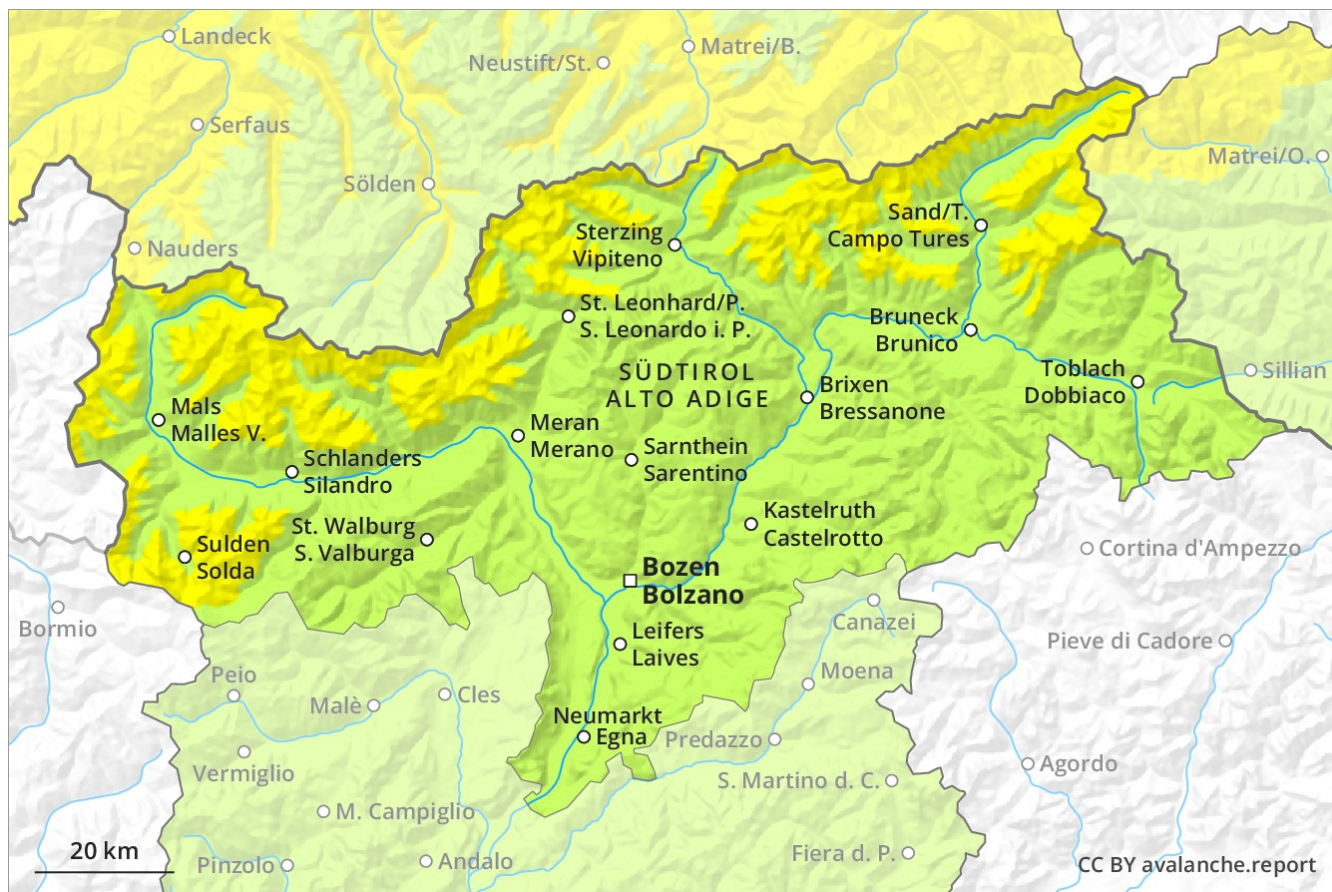 Landeck
Matrei/B.
Neustift/St.
Serfaus
Matrei/O.
Sölden
Sand/T.
Campo Tures
Sterzing
Vipiteno
Nauders
St. Leonhard/P.
S. Leonardo i. P.
Bruneck
Brunico
SÜDTIROL
ALTO ADIGE
Toblach
Dobbiaco
Sillian
Brixen
Bressanone
Mals
Malles V.
Meran
Merano
Sarnthein
Sarentino
Schlanders
Silandro
Kastelruth
Castelrotto
St. Walburg
S. Valburga
Sulden
Solda
Cortina d'Ampezzo
Bozen
Bolzano
Bormio
Canazei
Leifers
Laives
Pieve di Cadore
Peio
Moena
Malè
Cles
Neumarkt
Egna
Predazzo
Vermiglio
Agordo
S. Martino d. C.
M. Campiglio
20 km
Pinzolo
Andalo
Fiera d. P.
CC BY avalanche.report